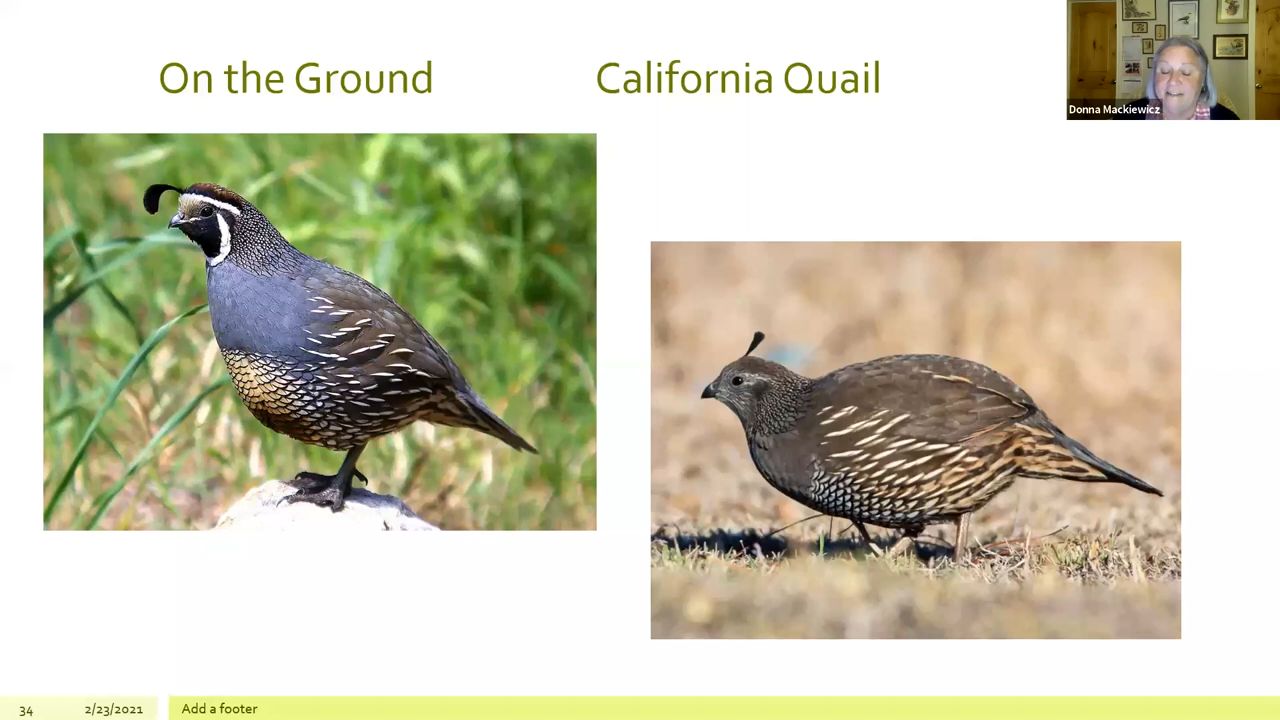 On the Ground
California Quail
Donna Mackiewicz
34
2/23/2021
Add a footer